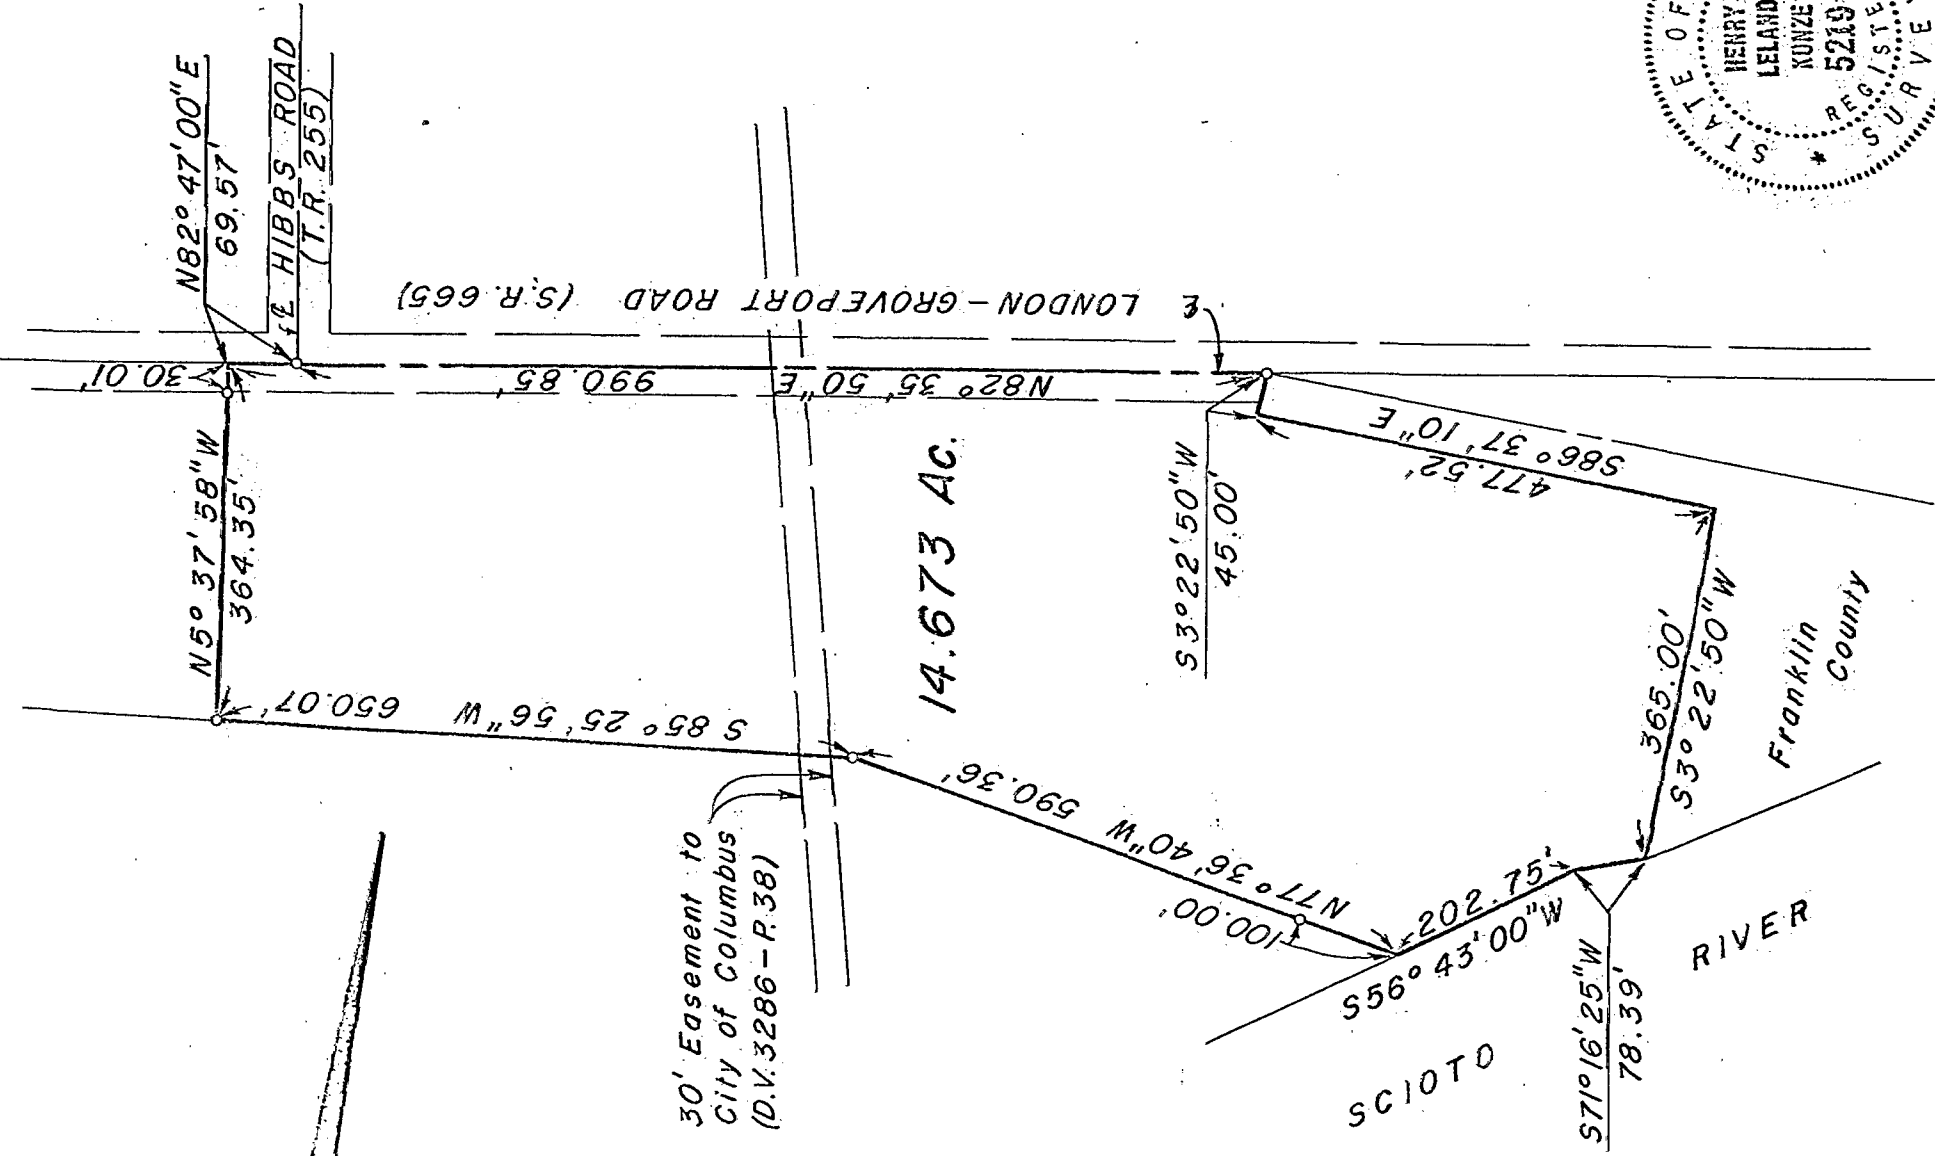 N82° 47' 00" E
69.57'
℄ HIBBS ROAD
(T.R. 255)
LONDON - GROVEPORT ROAD (S.R. 665)
℄
30.01'
N82° 35' 50" E 990.85'
N5° 37' 58" W
364.35'
S 85° 25' 56" W 650.07'
14.673 Ac.
S3° 22' 50" W
45.00'
S86° 37' 10" E
477.52'
365.00'
S3° 22' 50" W
Franklin
County
N77° 36' 40" W 590.36'
100.00'
202.75'
S56° 43' 00" W
S71° 16' 25" W
78.39'
SCIOTO RIVER
30' Easement to
City of Columbus
(D.V. 3286 - P. 38)
STATE OF
HENRY
LELAND
5219